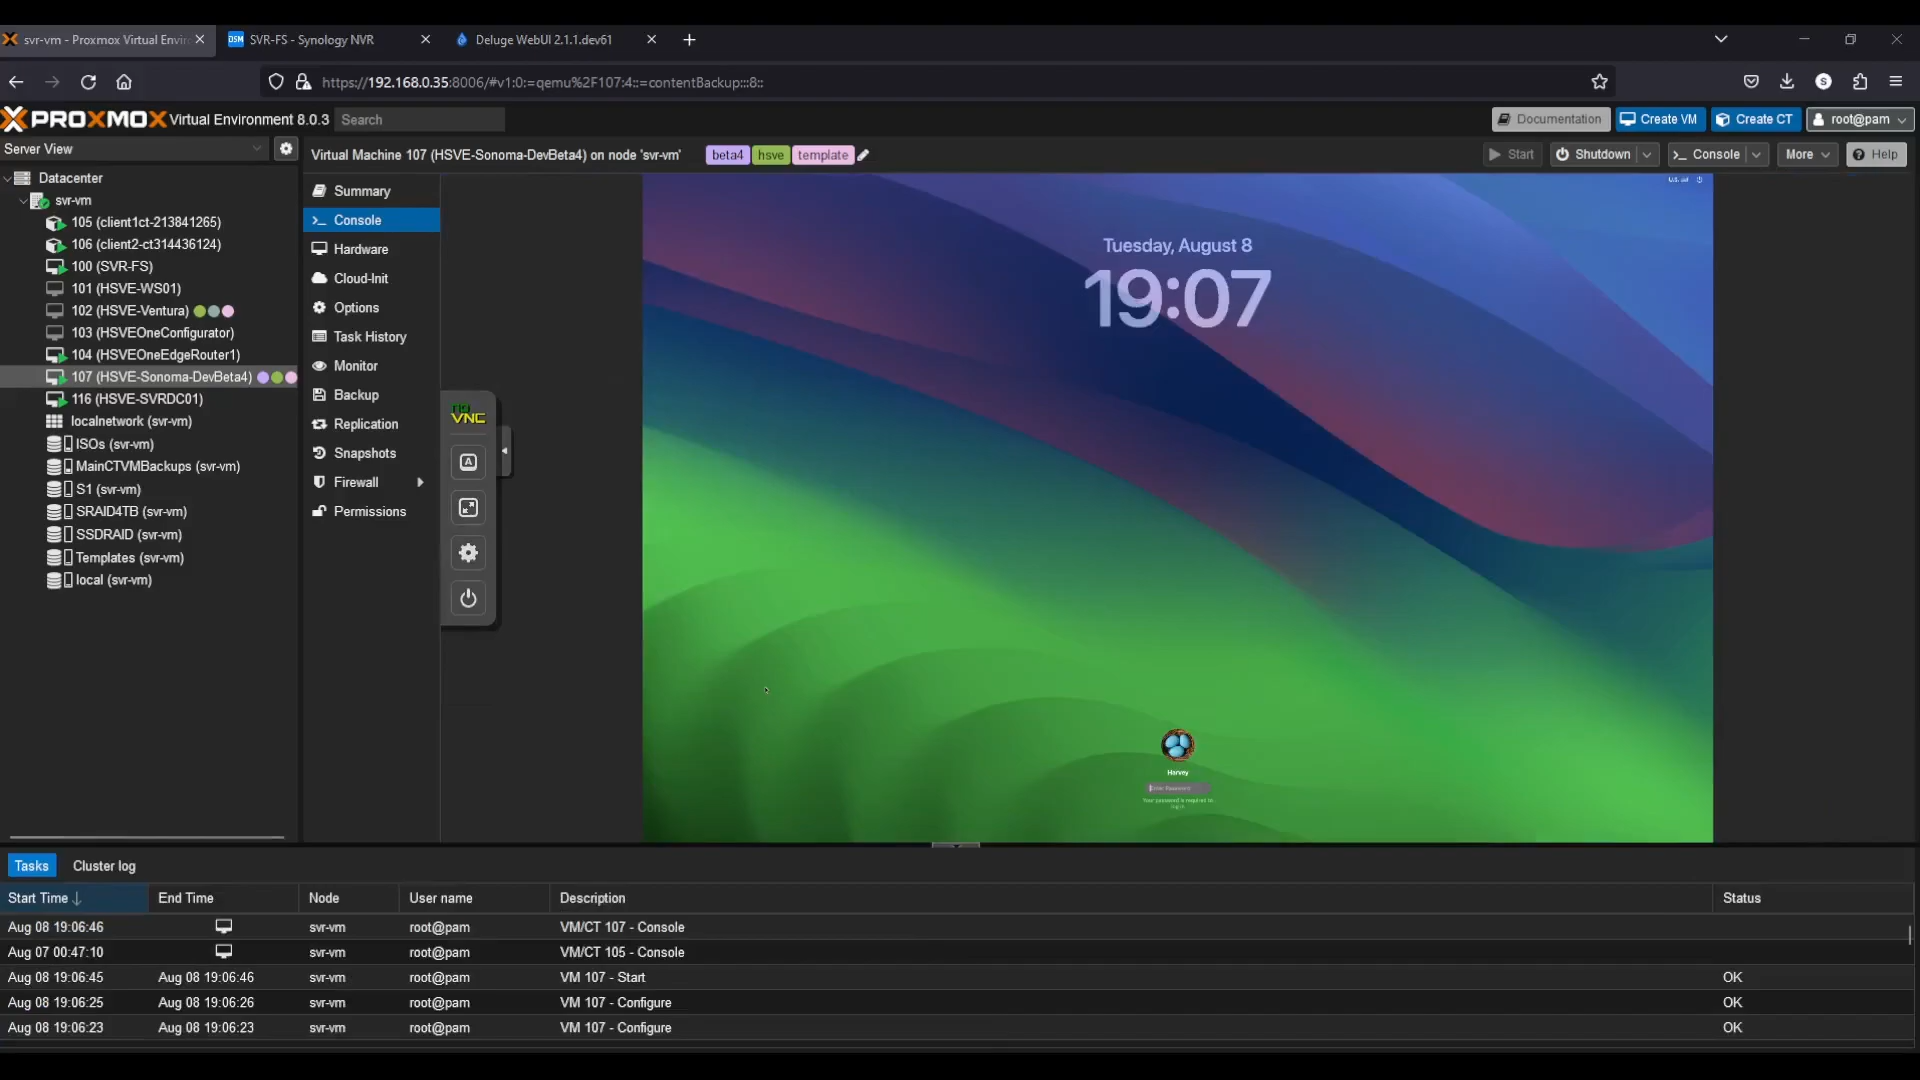 svr-vm - Proxmox Virtual Envir
SVR-FS - Synology NVR
Deluge WebUI 2.1.1.dev61
https://192.168.0.35:8006/#v1:0:=qemu%2F107:4::=contentBackup:::8::
S
PROXMOX Virtual Environment 8.0.3
Search
Documentation
Create VM
Create CT
root@pam
Server View
Virtual Machine 107 (HSVE-Sonoma-DevBeta4) on node 'svr-vm'
beta4
hsve
template
Start
Shutdown
Console
More
Help
Datacenter
svr-vm
105 (client1ct-213841265)
106 (client2-ct314436124)
100 (SVR-FS)
101 (HSVE-WS01)
102 (HSVE-Ventura)
103 (HSVEOneConfigurator)
104 (HSVEOneEdgeRouter1)
107 (HSVE-Sonoma-DevBeta4)
116 (HSVE-SVRDC01)
localnetwork (svr-vm)
ISOs (svr-vm)
MainCTVMBackups (svr-vm)
S1 (svr-vm)
SRAID4TB (svr-vm)
SSDRAID (svr-vm)
Templates (svr-vm)
local (svr-vm)
Summary
Console
Hardware
Cloud-Init
Options
Task History
Monitor
Backup
Replication
Snapshots
Firewall
Permissions
no
VNC
A
Tuesday, August 8
19:07
Harvey
Enter Password
Your password is required to
log in
Tasks
Cluster log
Start Time
End Time
Node
User name
Description
Status
Aug 08 19:06:46
svr-vm
root@pam
VM/CT 107 - Console
Aug 07 00:47:10
svr-vm
root@pam
VM/CT 105 - Console
Aug 08 19:06:45
Aug 08 19:06:46
svr-vm
root@pam
VM 107 - Start
OK
Aug 08 19:06:25
Aug 08 19:06:26
svr-vm
root@pam
VM 107 - Configure
OK
Aug 08 19:06:23
Aug 08 19:06:23
svr-vm
root@pam
VM 107 - Configure
OK